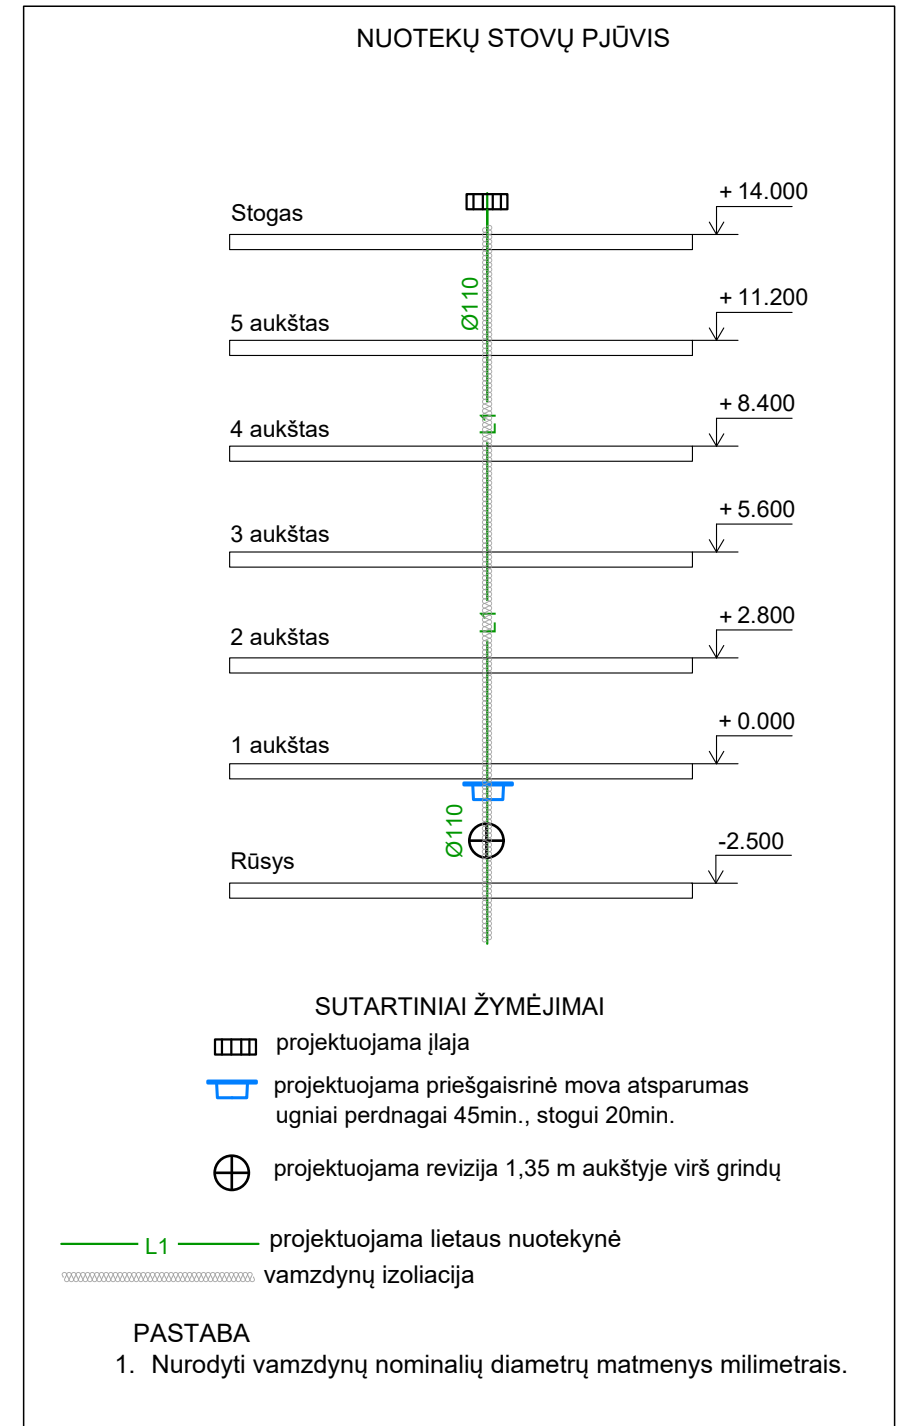 NUOTEKŲ STOVŲ PJŪVIS
+ 14.000
Stogas
Ø110
+ 11.200
5 aukštas
+ 8.400
L1
4 aukštas
+ 5.600
3 aukštas
+ 2.800
L1
2 aukštas
+ 0.000
1 aukštas
Ø110
-2.500
Rūsys
SUTARTINIAI ŽYMĖJIMAI
projektuojama įlaja
projektuojama priešgaisrinė mova atsparumas
ugniai perdnagai 45min., stogui 20min.
projektuojama revizija 1,35 m aukštyje virš grindų
L1 projektuojama lietaus nuotekynė
vamzdynų izoliacija
PASTABA
1. Nurodyti vamzdynų nominalių diametrų matmenys milimetrais.